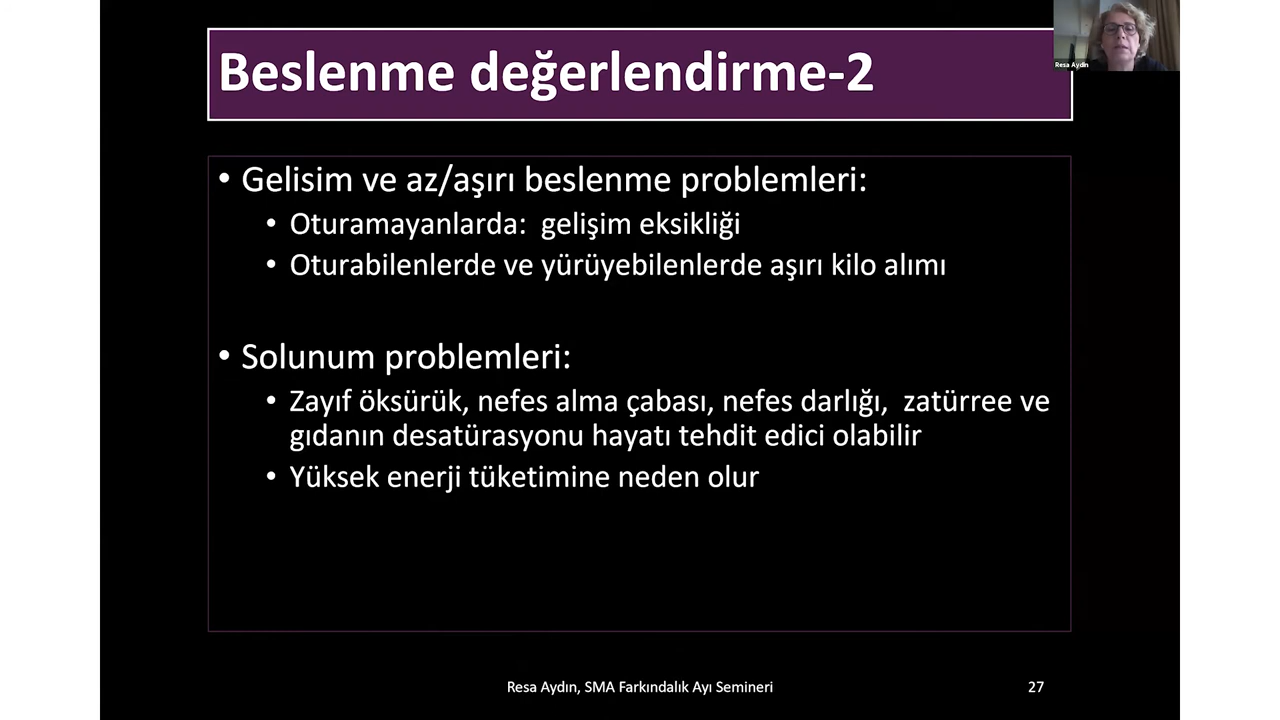 Beslenme değerlendirme-2
Resa Aydın
• Gelisim ve az/aşırı beslenme problemleri:
• Oturamayanlarda: gelişim eksikliği
• Oturabilenlerde ve yürüyebilenlerde aşırı kilo alımı
• Solunum problemleri:
• Zayıf öksürük, nefes alma çabası, nefes darlığı, zatürree ve
gıdanın desatürasyonu hayatı tehdit edici olabilir
• Yüksek enerji tüketimine neden olur
Resa Aydın, SMA Farkındalık Ayı Semineri
27